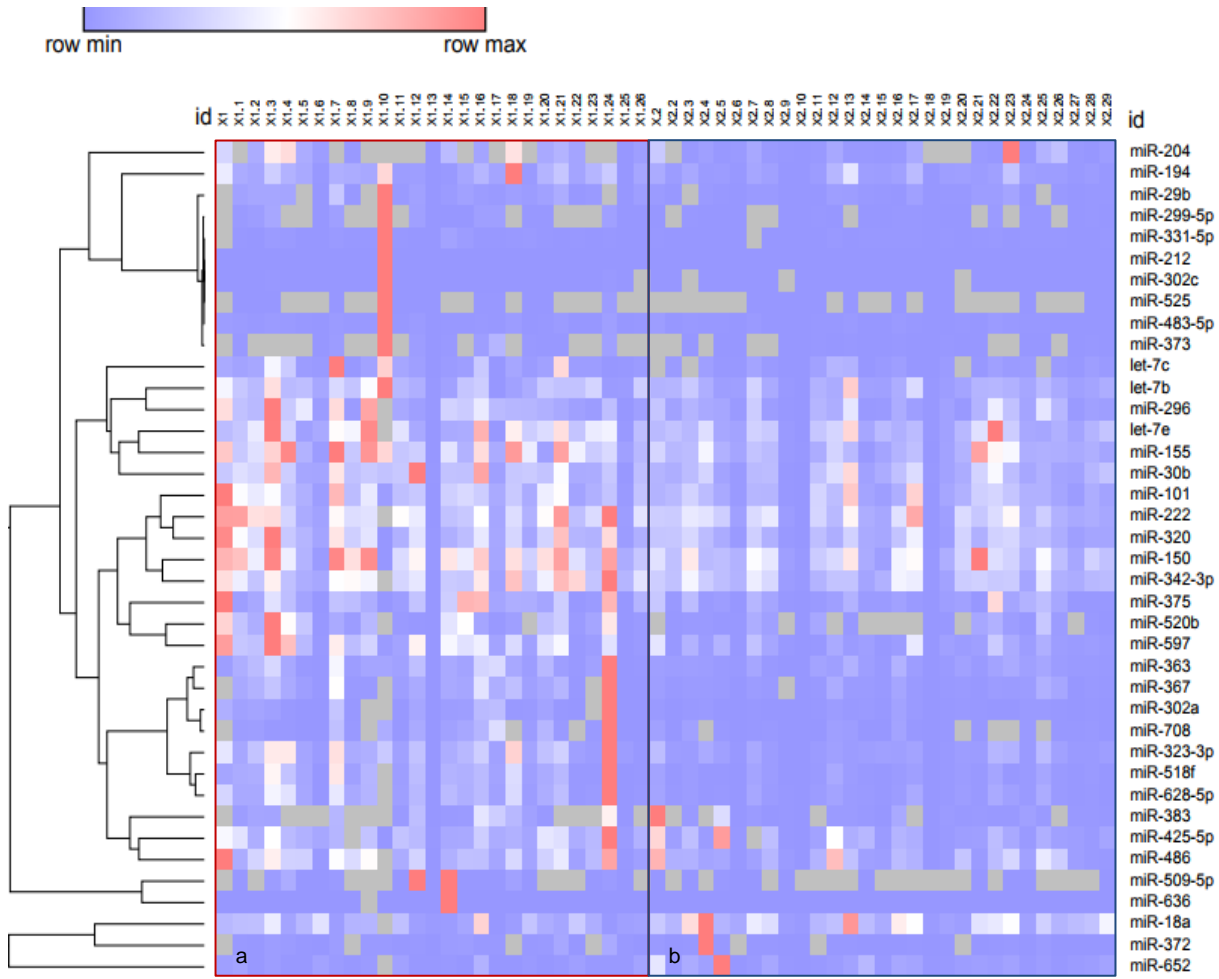 row min row max
id X1 X1.1 X1.2 X1.3 X1.4 X1.5 X1.6 X1.7 X1.8 X1.9 X1.10 X1.11 X1.12 X1.13 X1.14 X1.15 X1.16 X1.17 X1.18 X1.19 X1.20 X1.21 X1.22 X1.23 X1.24 X1.25 X1.26 X.2 X2.2 X2.3 X2.4 X2.5 X2.6 X2.7 X2.8 X2.9 X2.10 X2.11 X2.12 X2.13 X2.14 X2.15 X2.16 X2.17 X2.18 X2.19 X2.20 X2.21 X2.22 X2.23 X2.24 X2.25 X2.26 X2.27 X2.28 X2.29 id
miR-204
miR-194
miR-29b
miR-299-5p
miR-331-5p
miR-212
miR-302c
miR-525
miR-483-5p
miR-373
let-7c
let-7b
miR-296
let-7e
miR-155
miR-30b
miR-101
miR-222
miR-320
miR-150
miR-342-3p
miR-375
miR-520b
miR-597
miR-363
miR-367
miR-302a
miR-708
miR-323-3p
miR-518f
miR-628-5p
miR-383
miR-425-5p
miR-486
miR-509-5p
miR-636
miR-18a
miR-372
miR-652
a b